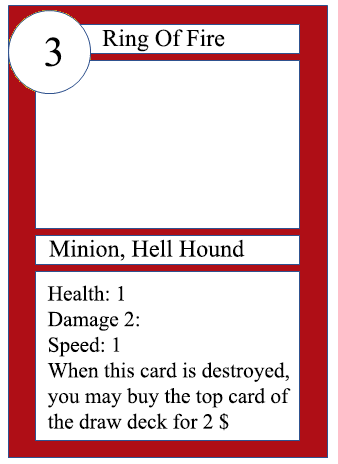 3
Ring Of Fire
Minion, Hell Hound
Health: 1
Damage 2:
Speed: 1
When this card is destroyed,
you may buy the top card of
the draw deck for 2 $